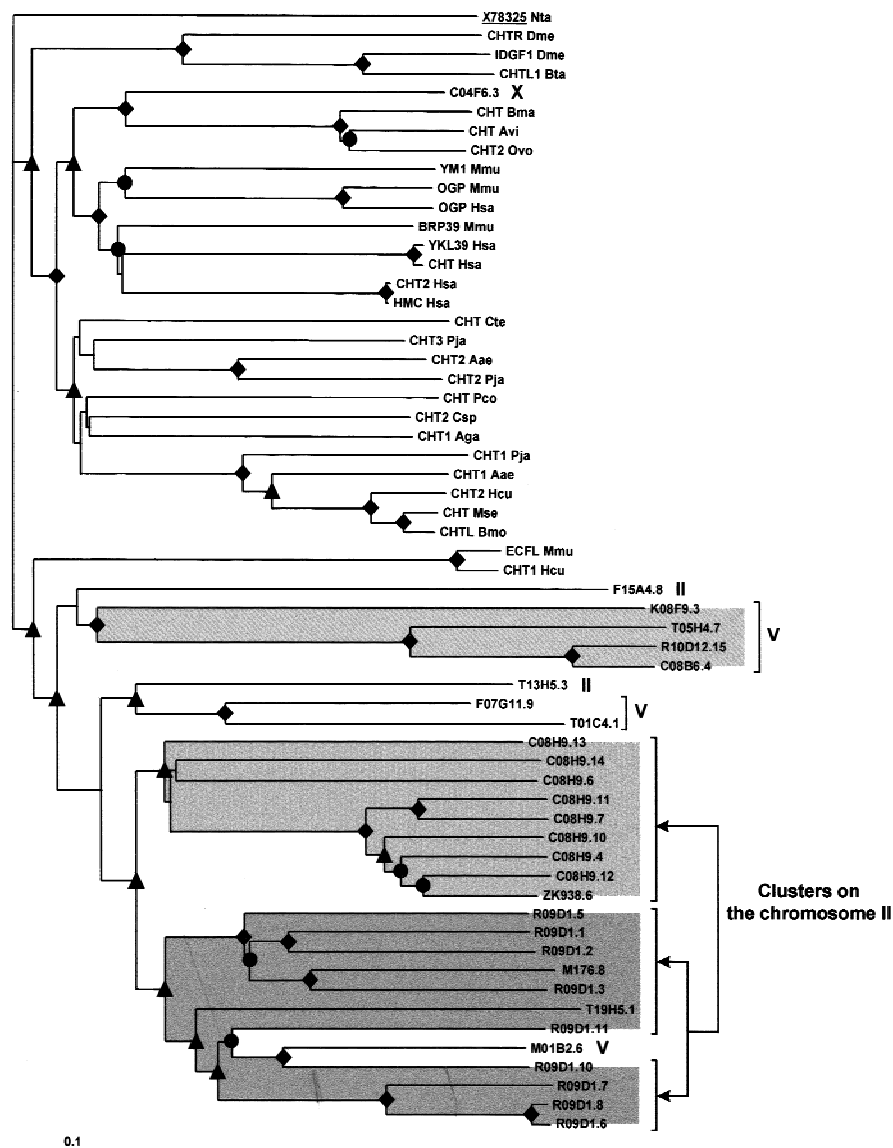 X78325 Nta
CHTR Dme
IDGF1 Dme
CHTL1 Bta
C04F6.3 X
CHT Bma
CHT Avi
CHT2 Ovo
YM1 Mmu
OGP Mmu
OGP Hsa
BRP39 Mmu
YKL39 Hsa
CHT Hsa
CHT2 Hsa
HMC Hsa
CHT Cte
CHT3 Pja
CHT2 Aae
CHT2 Pja
CHT Pco
CHT2 Csp
CHT1 Aga
CHT1 Pja
CHT1 Aae
CHT2 Hcu
CHT Mse
CHTL Bmo
ECFL Mmu
CHT1 Hcu
F15A4.8 II
K08F9.3
T05H4.7
V
R10D12.15
C08B6.4
T13H5.3 II
F07G11.9
V
T01C4.1
C08H9.13
C08H9.14
C08H9.6
C08H9.11
C08H9.7
C08H9.10
C08H9.4
C08H9.12
ZK938.6
Clusters on
the chromosome II
R09D1.5
R09D1.1
R09D1.2
M176.8
R09D1.3
T19H5.1
R09D1.11
M01B2.6 V
R09D1.10
R09D1.7
R09D1.8
R09D1.6
0.1